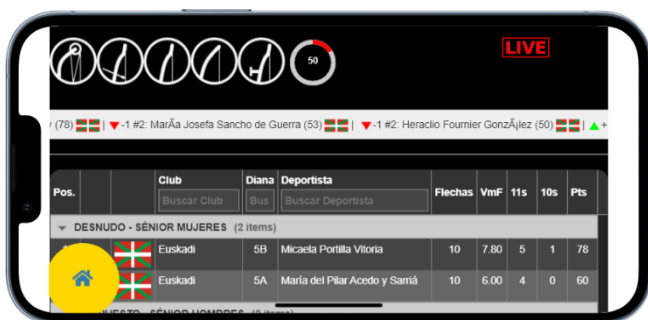 50
LIVE
(78) | ▼-1 #2: MarÃ­a Josefa Sancho de Guerra (53) | ▼-1 #2: Heraclio Fournier GonzÃ¡lez (50) | ▲+
Pos. Club Diana Deportista Flechas VmF 11s 10s Pts
Buscar Club Bus Buscar Deportista
DESNUDO - SÉNIOR MUJERES (2 items)
Euskadi 5B Micaela Portilla Vitoria 10 7.80 5 1 78
Euskadi 5A María del Pilar Acedo y Sarriá 10 6.00 4 0 60